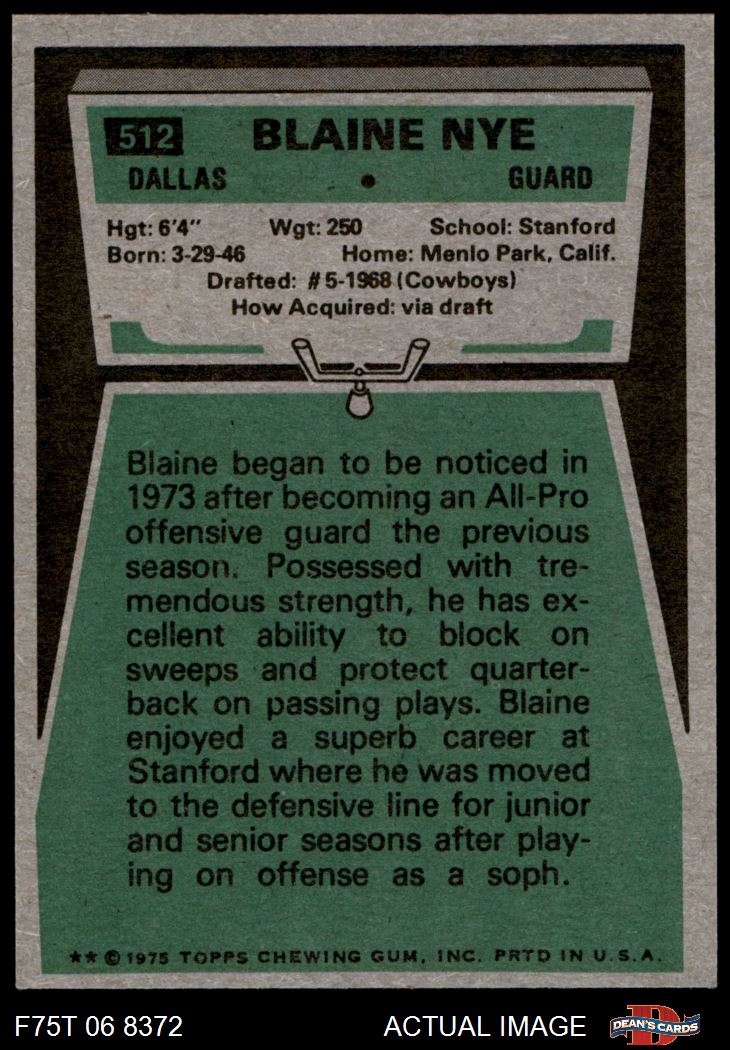 512 BLAINE NYE
DALLAS • GUARD
Hgt: 6'4" Wgt: 250 School: Stanford
Born: 3-29-46 Home: Menlo Park, Calif.
Drafted: #5-1968 (Cowboys)
How Acquired: via draft
Blaine began to be noticed in
1973 after becoming an All-Pro
offensive guard the previous
season. Possessed with tre-
mendous strength, he has ex-
cellent ability to block on
sweeps and protect quarter-
back on passing plays. Blaine
enjoyed a superb career at
Stanford where he was moved
to the defensive line for junior
and senior seasons after play-
ing on offense as a soph.
** © 1975 TOPPS CHEWING GUM, INC. PRTD IN U.S.A.
F75T 06 8372 ACTUAL IMAGE DEAN'S CARDS